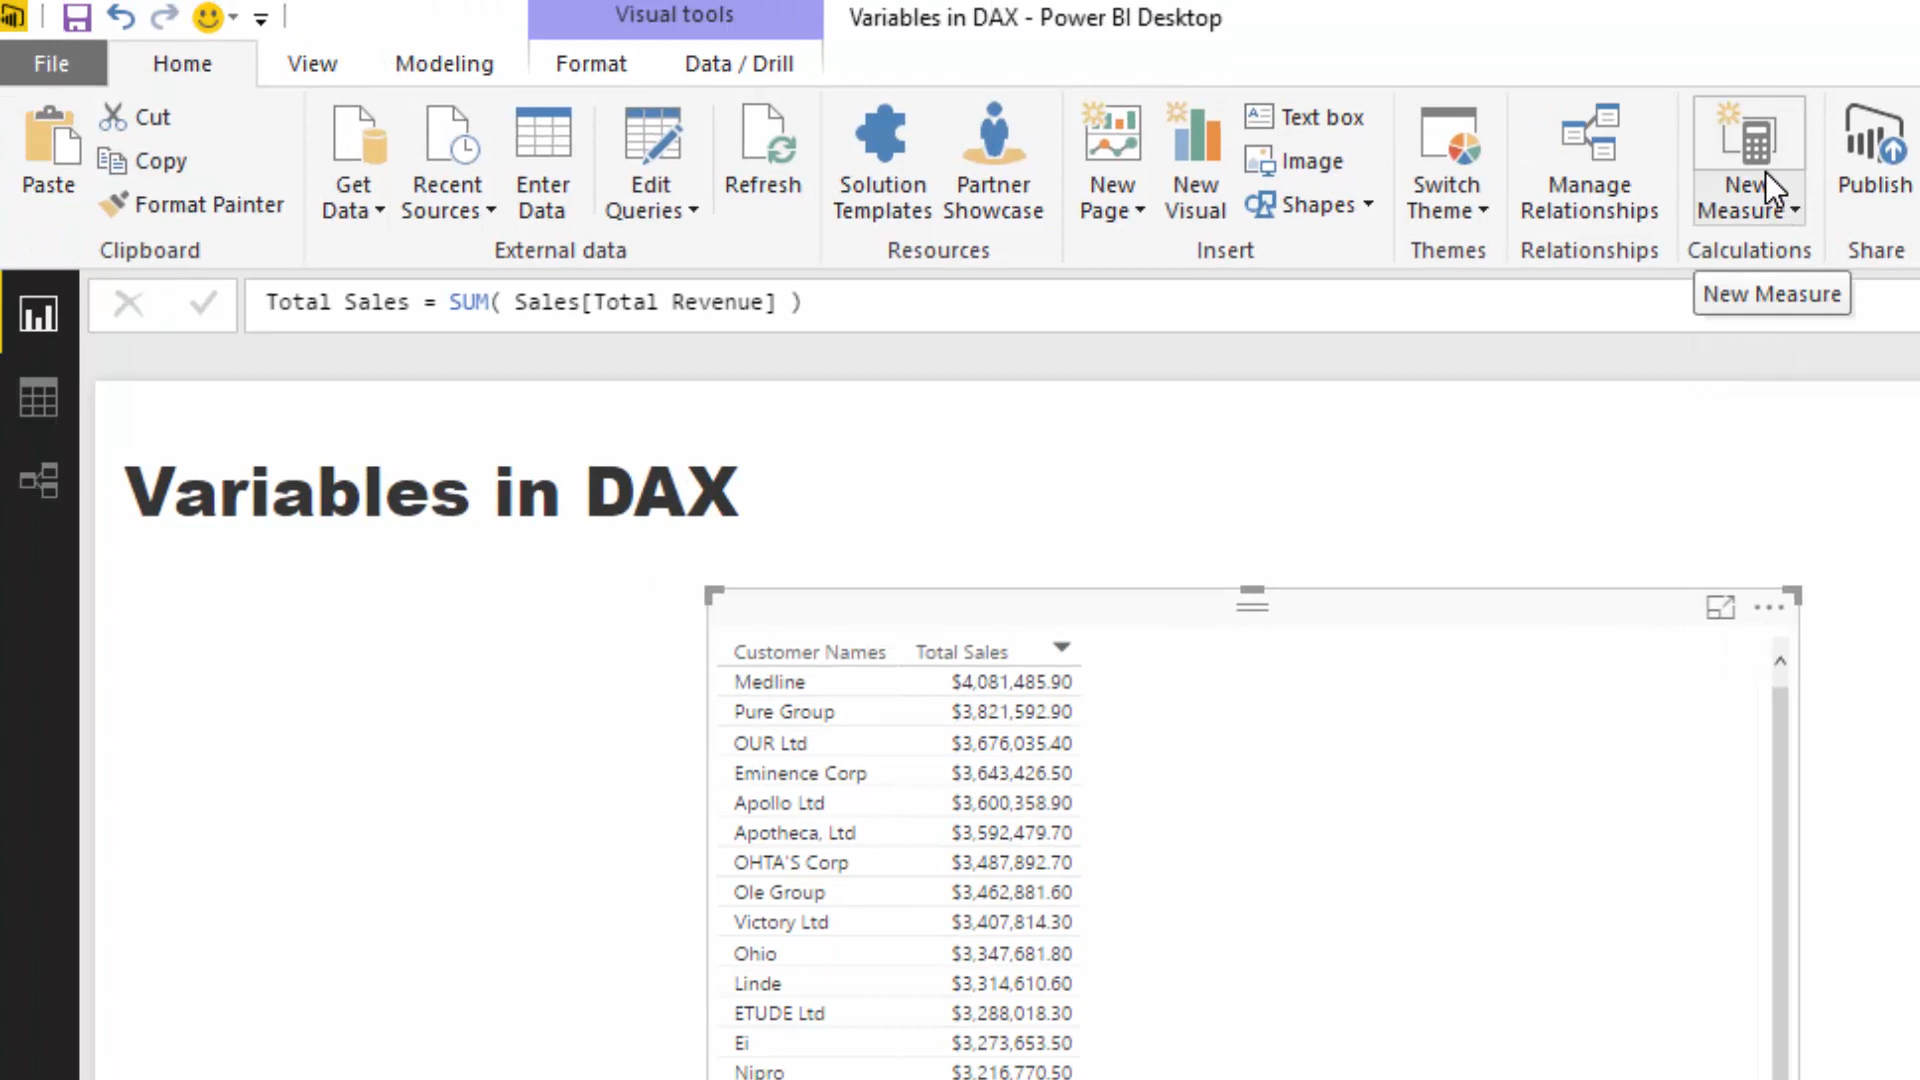 Visual tools
Variables in DAX - Power BI Desktop
File Home View Modeling Format Data / Drill
Paste
Cut
Copy
Format Painter
Clipboard
Get Data
Recent Sources
Enter Data
Edit Queries
Refresh
External data
Solution Templates
Partner Showcase
Resources
New Page
New Visual
Text box
Image
Shapes
Insert
Switch Theme
Themes
Manage Relationships
Relationships
New Measure
Calculations
Publish
Share
New Measure
Total Sales = SUM( Sales[Total Revenue] )
Variables in DAX
Customer Names Total Sales
Medline $4,081,485.90
Pure Group $3,821,592.90
OUR Ltd $3,676,035.40
Eminence Corp $3,643,426.50
Apollo Ltd $3,600,358.90
Apotheca, Ltd $3,592,479.70
OHTA'S Corp $3,487,892.70
Ole Group $3,462,881.60
Victory Ltd $3,407,814.30
Ohio $3,347,681.80
Linde $3,314,610.60
ETUDE Ltd $3,288,018.30
Ei $3,273,653.50
Nipro $3,216,770.50